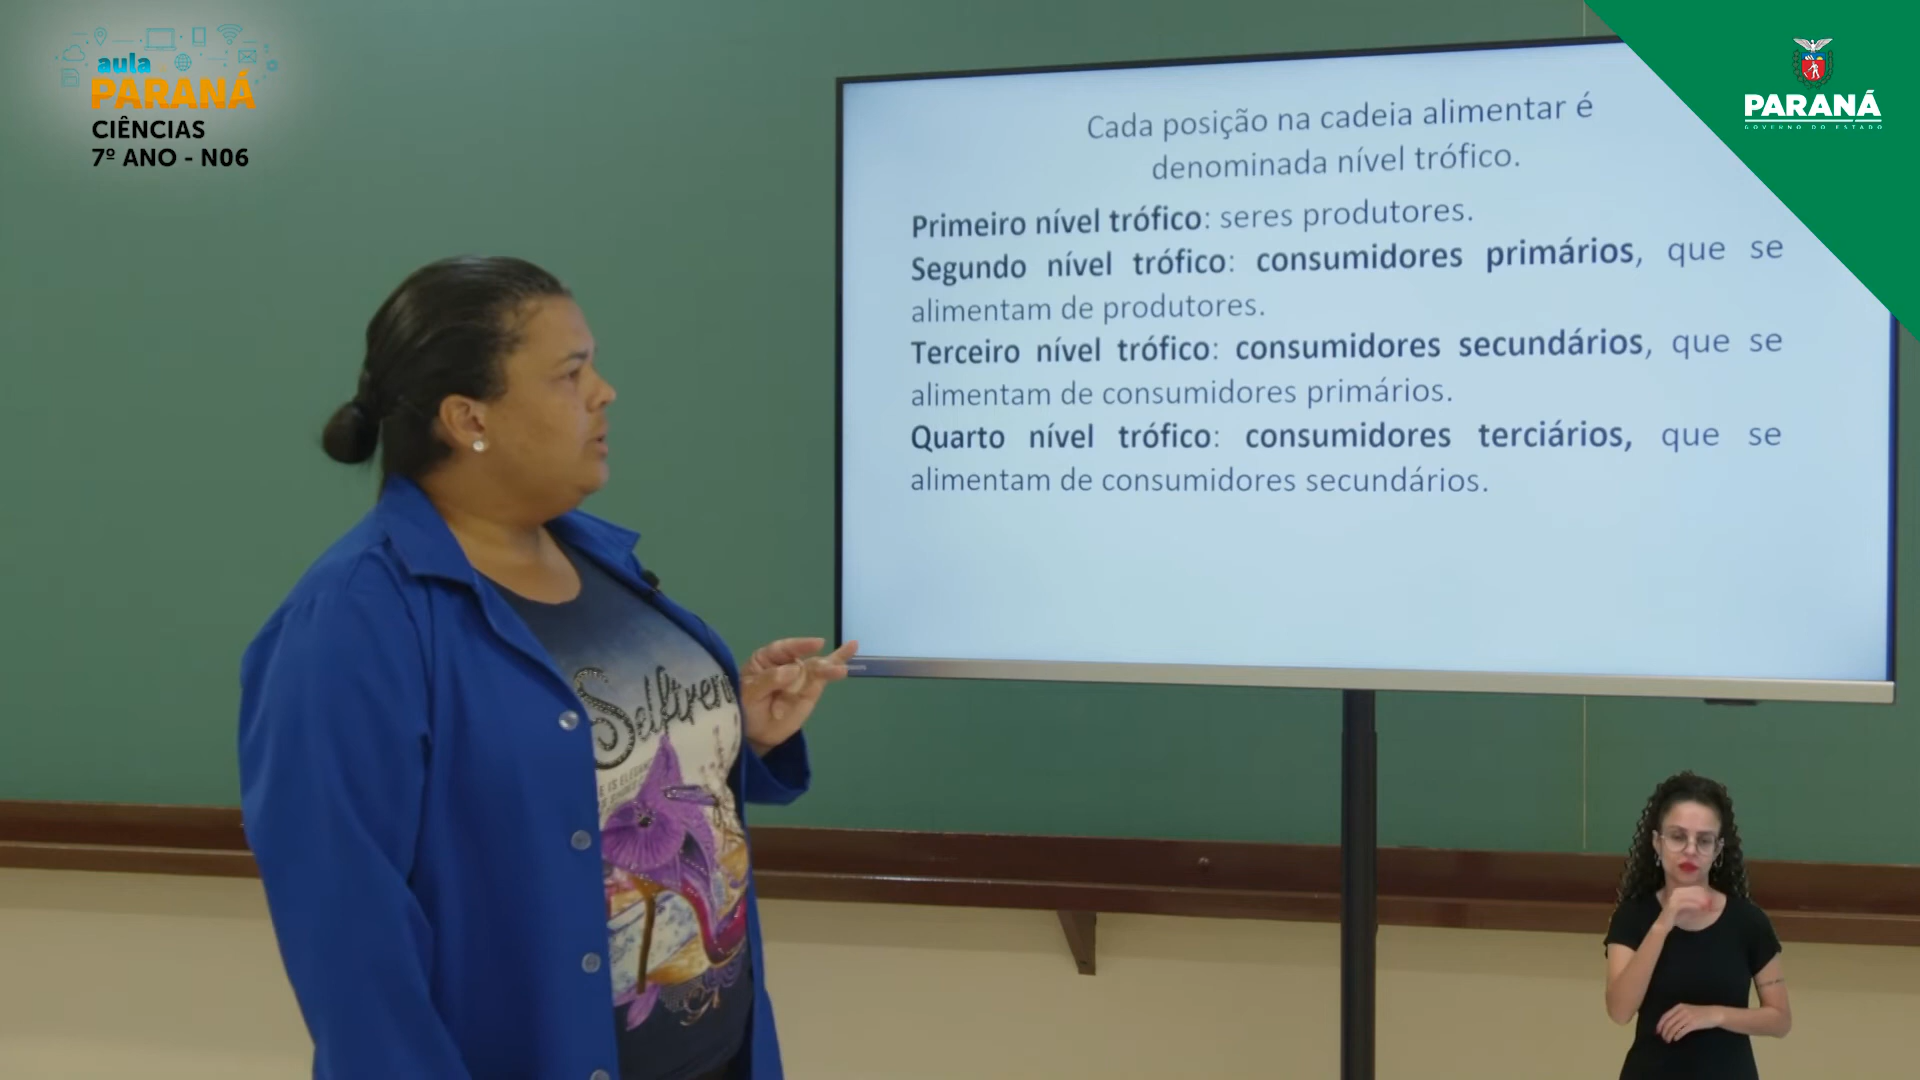 aula
PARANÁ
CIÊNCIAS
7º ANO - N06
PARANÁ
GOVERNO DO ESTADO
Cada posição na cadeia alimentar é
denominada nível trófico.
Primeiro nível trófico: seres produtores.
Segundo nível trófico: consumidores primários, que se
alimentam de produtores.
Terceiro nível trófico: consumidores secundários, que se
alimentam de consumidores primários.
Quarto nível trófico: consumidores terciários, que se
alimentam de consumidores secundários.